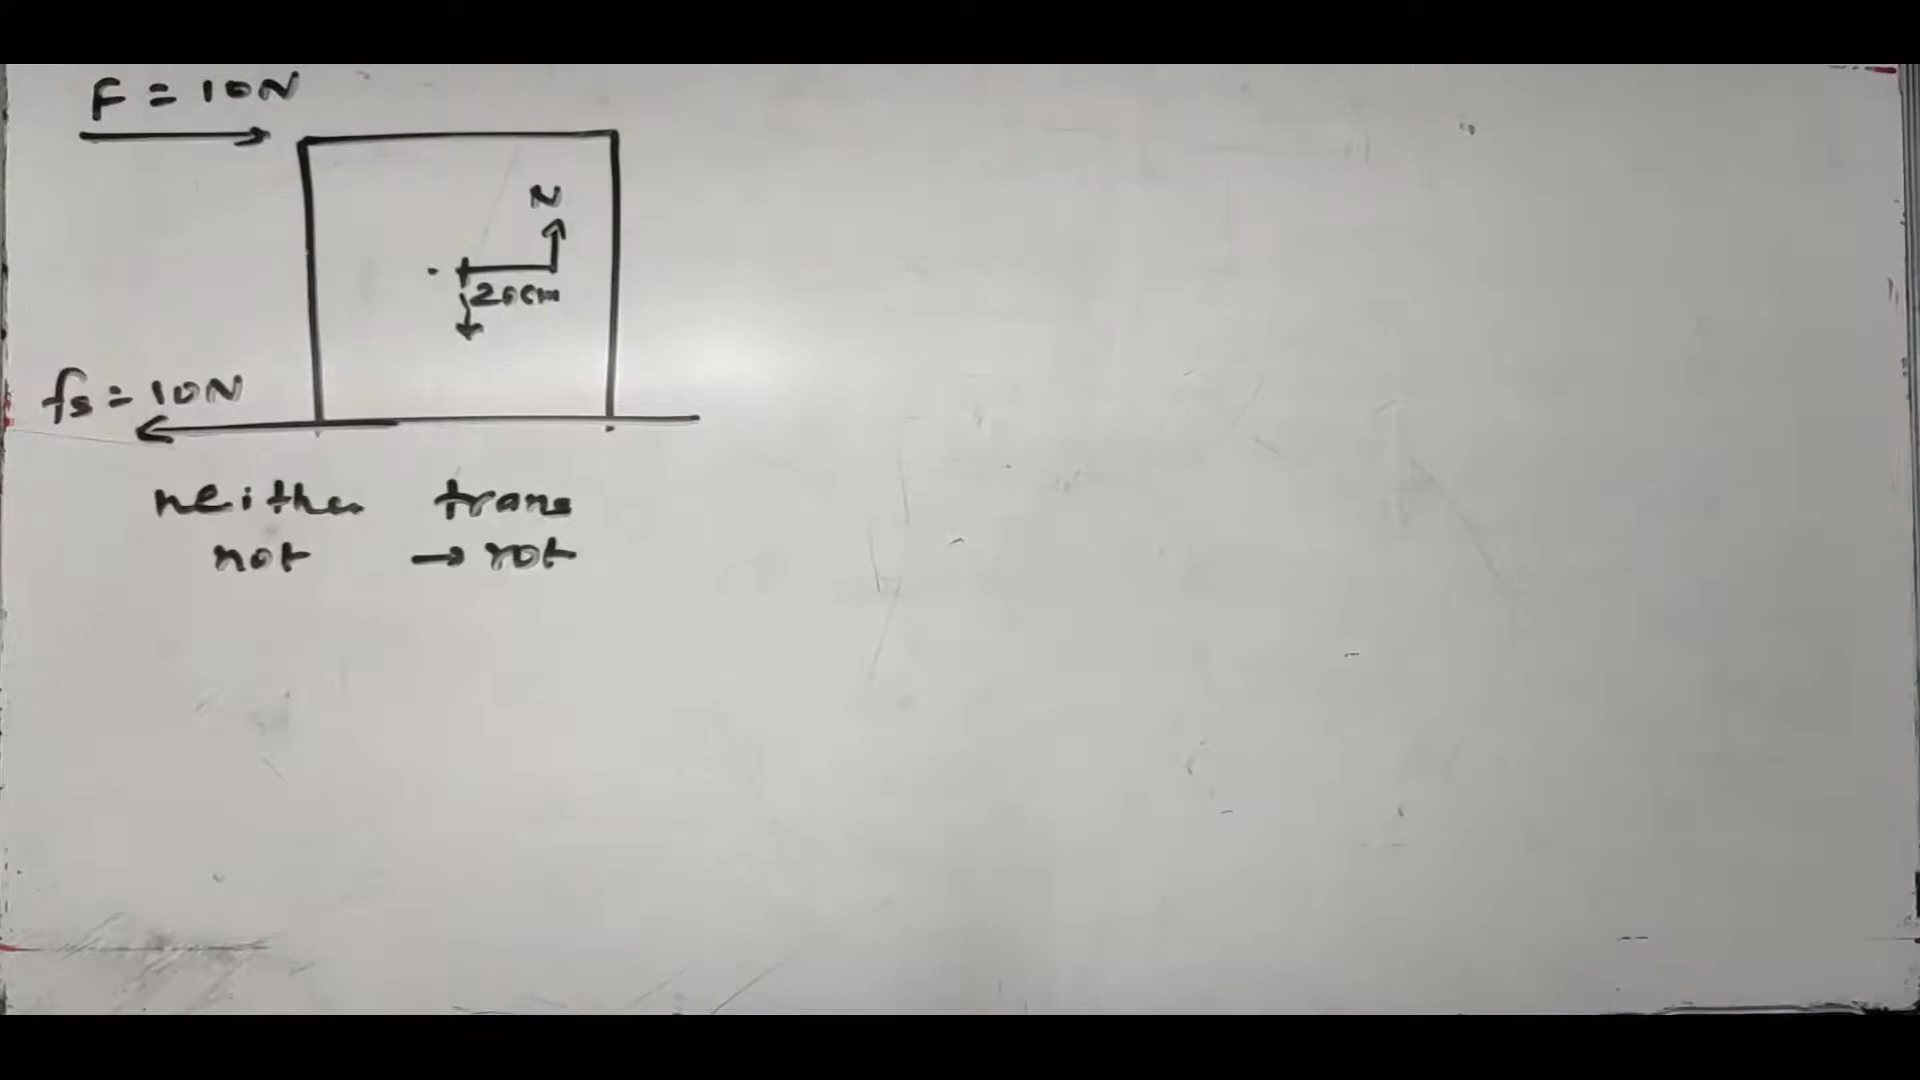 F = 10N
N
20cm
fs = 10N
neither trans
not → rot